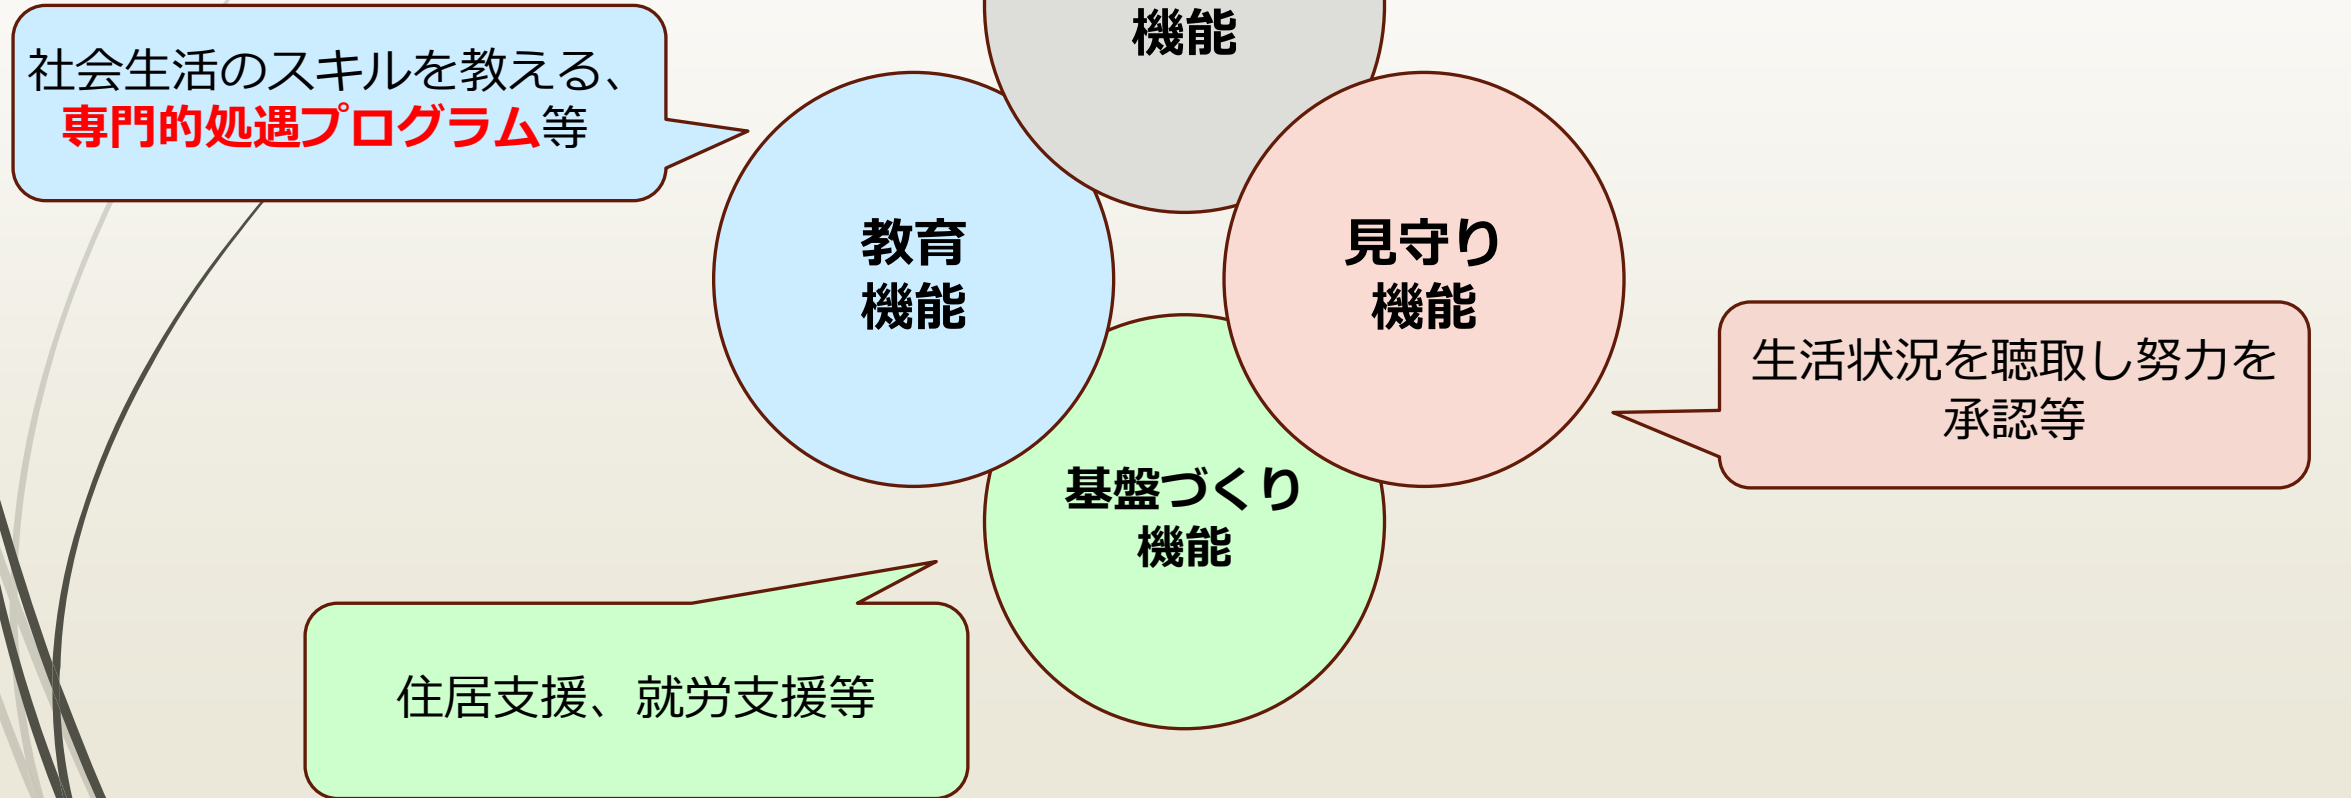 機能
社会生活のスキルを教える、
専門的処遇プログラム等
教育
機能
見守り
機能
生活状況を聴取し努力を
承認等
基盤づくり
機能
住居支援、就労支援等